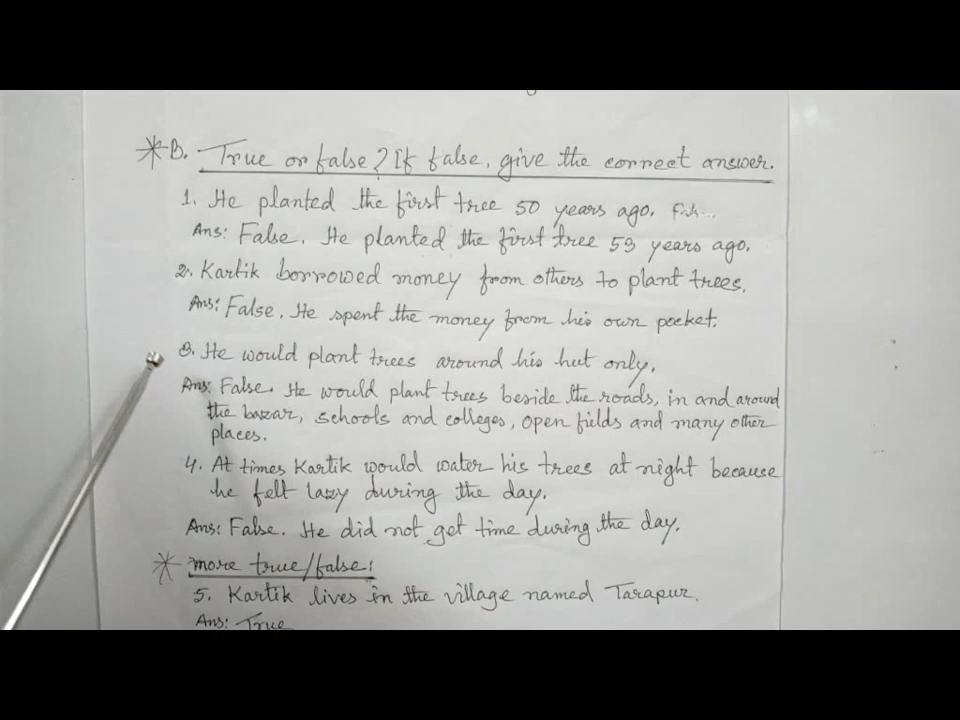 *B. True or false? If false, give the correct answer.
1. He planted the first tree 50 years ago.
Ans: False. He planted the first tree 53 years ago.
2. Kartik borrowed money from others to plant trees.
Ans: False. He spent the money from his own pocket.
3. He would plant trees around his hut only.
Ans: False. He would plant trees beside the roads, in and around
the bazar, schools and colleges, open fields and many other
places.
4. At times Kartik would water his trees at night because
he felt lazy during the day.
Ans: False. He did not get time during the day.
* more true/false:
5. Kartik lives in the village named Tarapur.
Ans: True